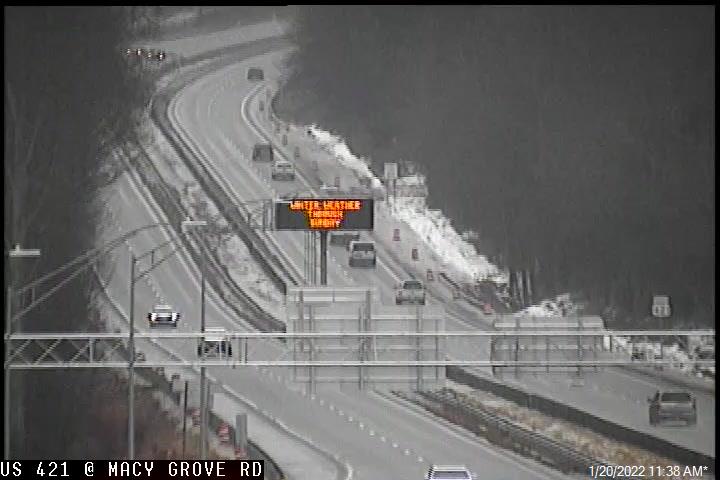 WINTER WEATHER
THROUGH
SUNDAY
US 421 @ MACY GROVE RD
1/20/2022 11:38 AM*